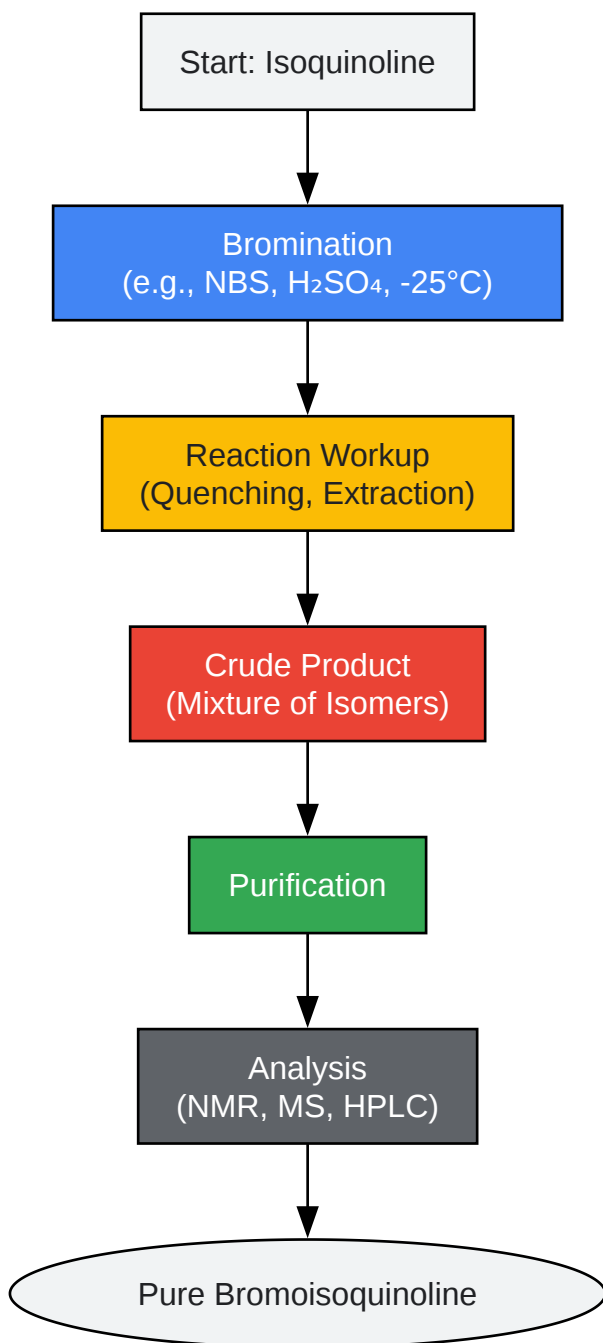 Start: Isoquinoline
Bromination
(e.g., NBS, H₂SO₄, -25°C)
Reaction Workup
(Quenching, Extraction)
Crude Product
(Mixture of Isomers)
Purification
Analysis
(NMR, MS, HPLC)
Pure Bromoisoquinoline